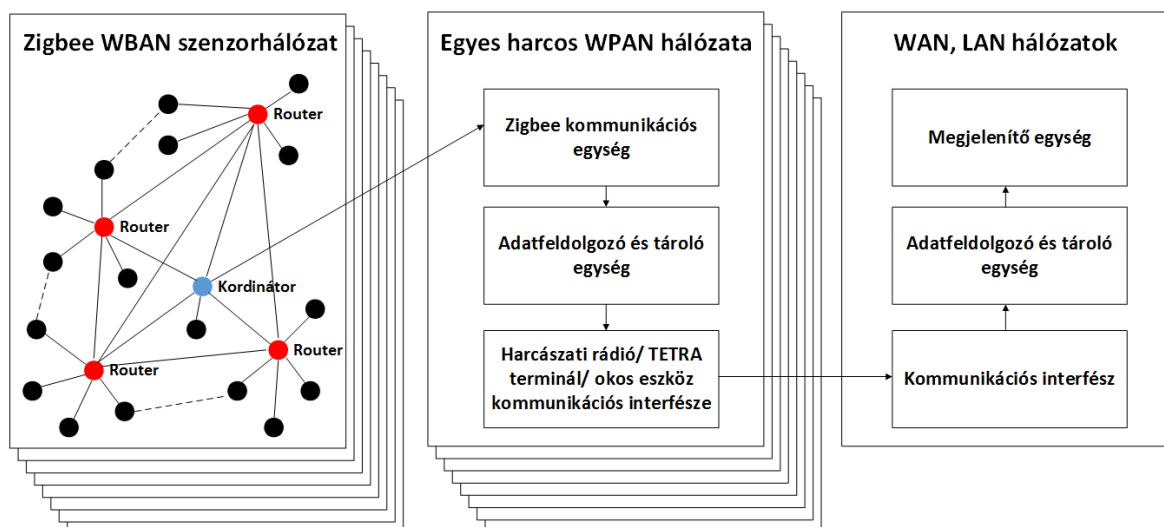 Zigbee WBAN szenzorhálózat
Router
Router
Kordinátor
Router
Router
Egyes harcos WPAN hálózata
Zigbee kommunikációs
egység
Adatfeldolgozó és tároló
egység
Harcászati rádió/ TETRA
terminál/ okos eszköz
kommunikációs interfésze
WAN, LAN hálózatok
Megjelenítő egység
Adatfeldolgozó és tároló
egység
Kommunikációs interfész